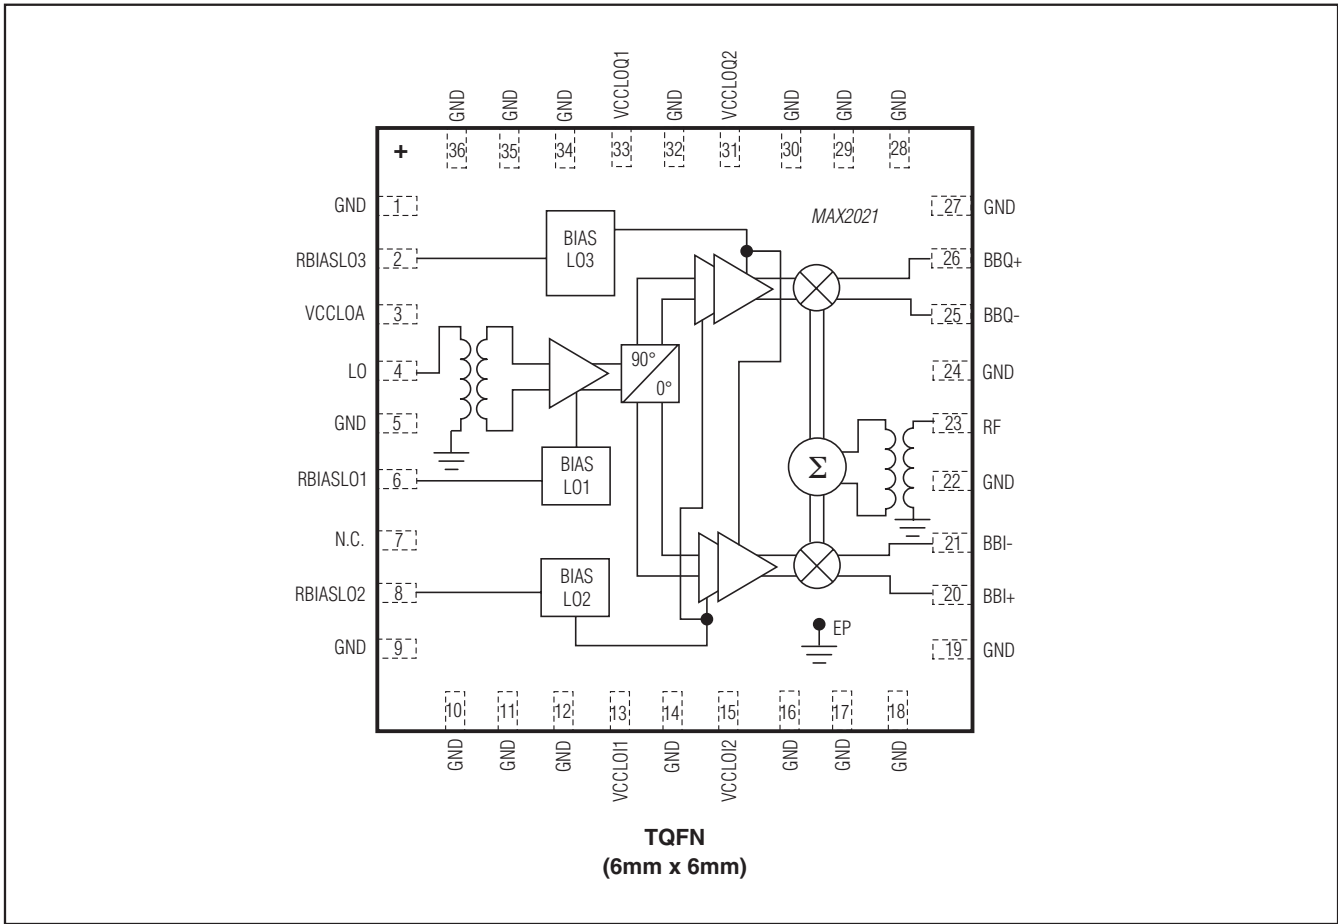 GND
GND
GND
VCCLOQ1
GND
VCCLOQ2
GND
GND
GND
+
36
35
34
33
32
31
30
29
28
GND 1
RBIASLO3 2
VCCLOA 3
LO 4
GND 5
RBIASLO1 6
N.C. 7
RBIASLO2 8
GND 9
BIAS
LO3
MAX2021
90°
0°
BIAS
LO1
Σ
BIAS
LO2
EP
27 GND
26 BBQ+
25 BBQ-
24 GND
23 RF
22 GND
21 BBI-
20 BBI+
19 GND
10
11
12
13
14
15
16
17
18
GND
GND
GND
VCCLOI1
GND
VCCLOI2
GND
GND
GND
TQFN
(6mm x 6mm)